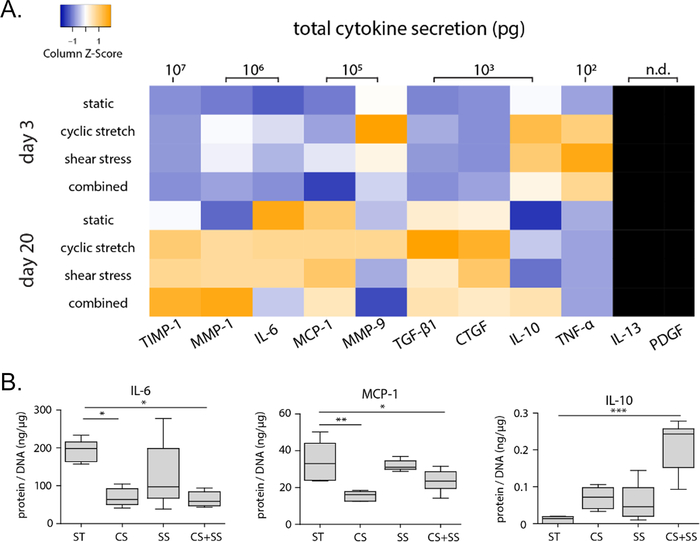 A.
−1 1
Column Z-Score
total cytokine secretion (pg)
10⁷ 10⁶ 10⁵ 10³ 10² n.d.
day 3
static
cyclic stretch
shear stress
combined
day 20
static
cyclic stretch
shear stress
combined
TIMP-1 MMP-1 IL-6 MCP-1 MMP-9 TGF-β1 CTGF IL-10 TNF-α IL-13 PDGF
B.
IL-6
protein / DNA (ng/µg)
300
200
100
0
*
*
ST CS SS CS+SS
MCP-1
protein / DNA (ng/µg)
60
40
20
0
*
**
ST CS SS CS+SS
IL-10
protein / DNA (ng/µg)
0.3
0.2
0.1
0
***
ST CS SS CS+SS